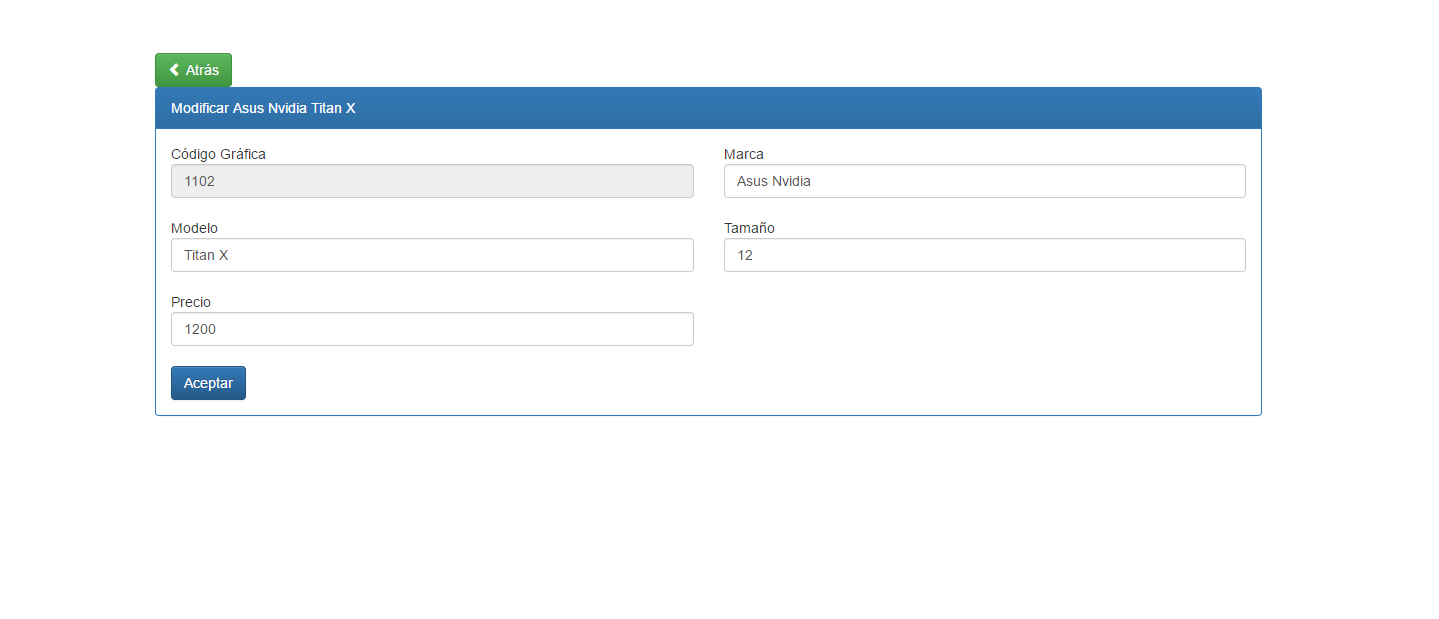 Atrás
Modificar Asus Nvidia Titan X
Código Gráfica
1102
Marca
Asus Nvidia
Modelo
Titan X
Tamaño
12
Precio
1200
Aceptar